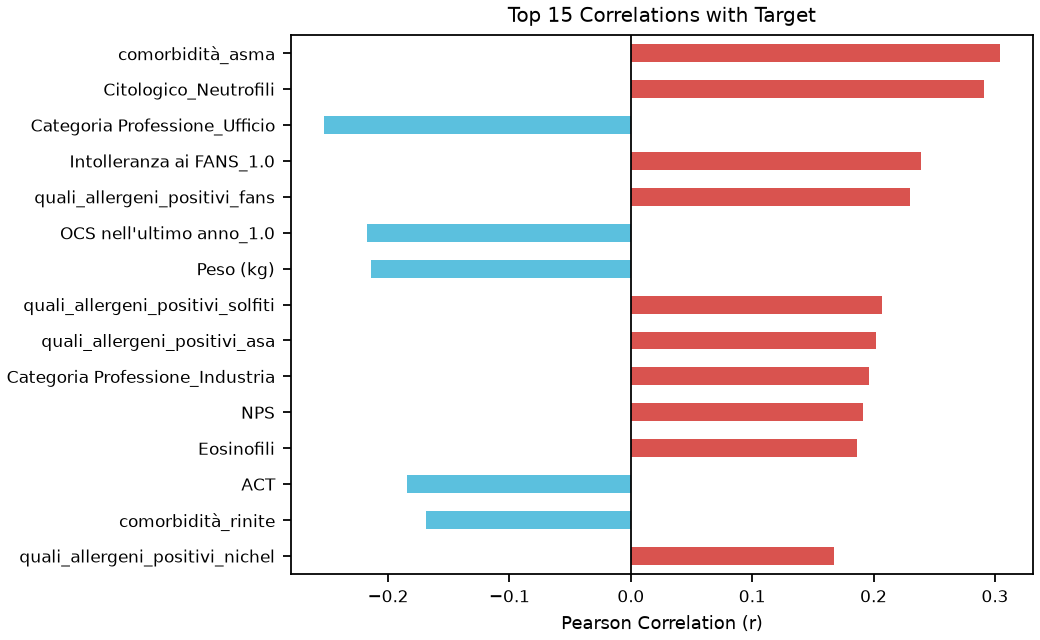 Top 15 Correlations with Target
comorbidità_asma
Citologico_Neutrofili
Categoria Professione_Ufficio
Intolleranza ai FANS_1.0
quali_allergeni_positivi_fans
OCS nell'ultimo anno_1.0
Peso (kg)
quali_allergeni_positivi_solfiti
quali_allergeni_positivi_asa
Categoria Professione_Industria
NPS
Eosinofili
ACT
comorbidità_rinite
quali_allergeni_positivi_nichel
−0.2 −0.1 0.0 0.1 0.2 0.3
Pearson Correlation (r)